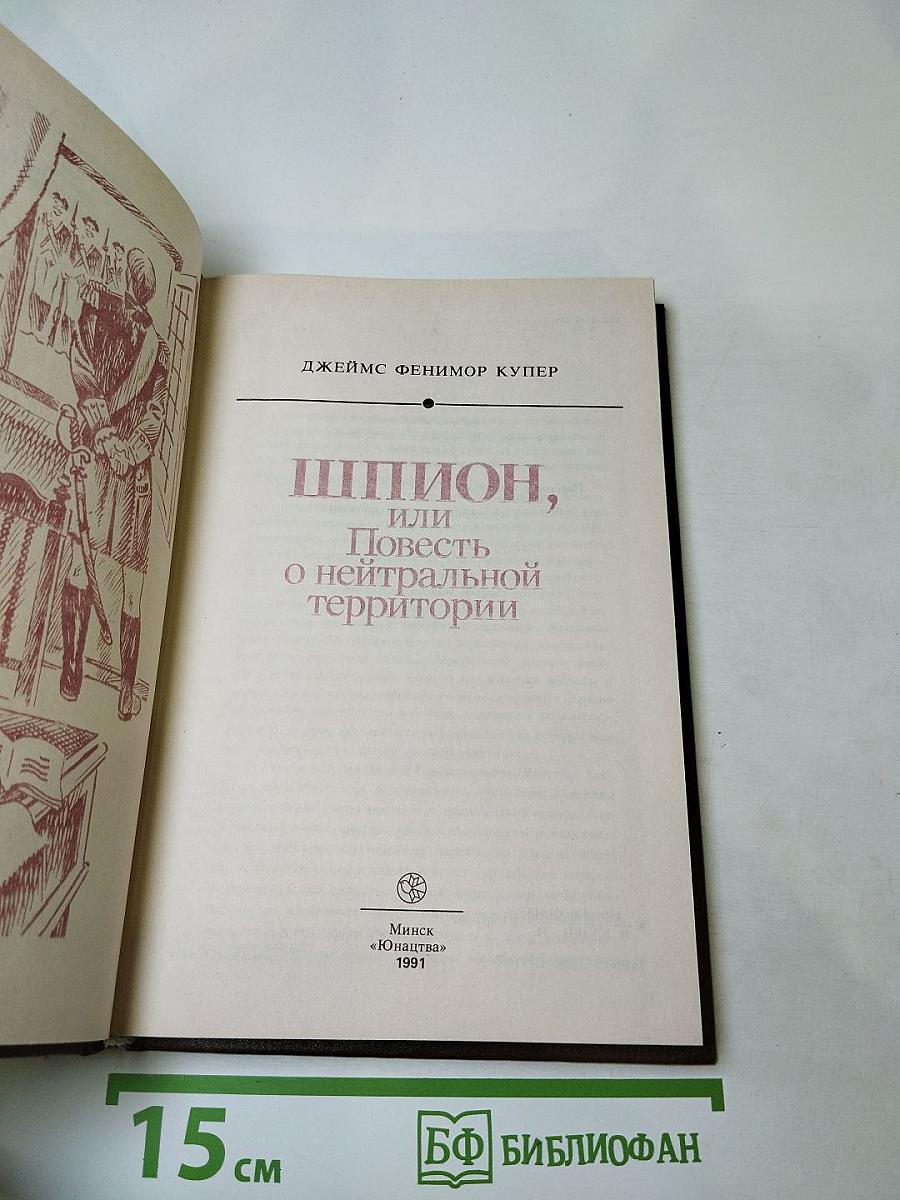 ДЖЕЙМС ФЕНИМОР КУПЕР
ШПИОН,
или
Повесть
о нейтральной
территории
Минск
«Юнацтва»
1991
15 см
БФ БИБЛИОФАН